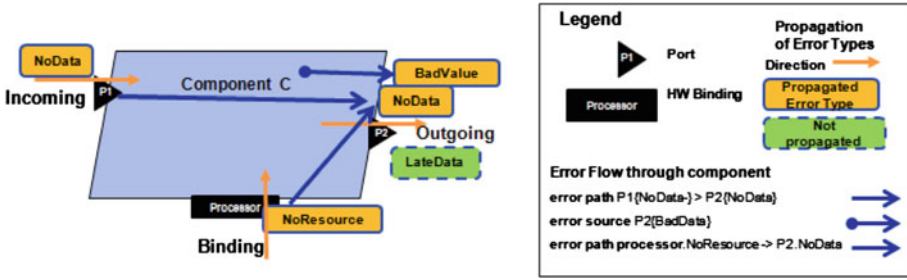 NoData
P1
Incoming
Component C
BadValue
NoData
P2
Outgoing
LateData
Processor
NoResource
Binding
Legend
P1
Port
Processor
HW Binding
Propagation
of Error Types
Direction
Propagated
Error Type
Not
propagated
Error Flow through component
error path P1{NoData-} > P2{NoData}
error source P2{BadData}
error path processor.NoResource -> P2.NoData